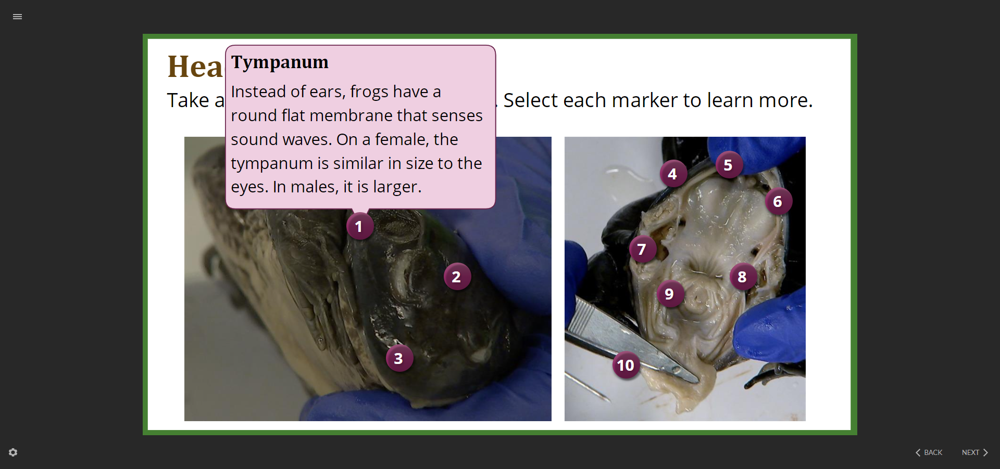 Hea
Tympanum
Instead of ears, frogs have a
round flat membrane that senses
sound waves. On a female, the
tympanum is similar in size to the
eyes. In males, it is larger.
Take a . Select each marker to learn more.
1
2
3
4
5
6
7
8
9
10
BACK
NEXT